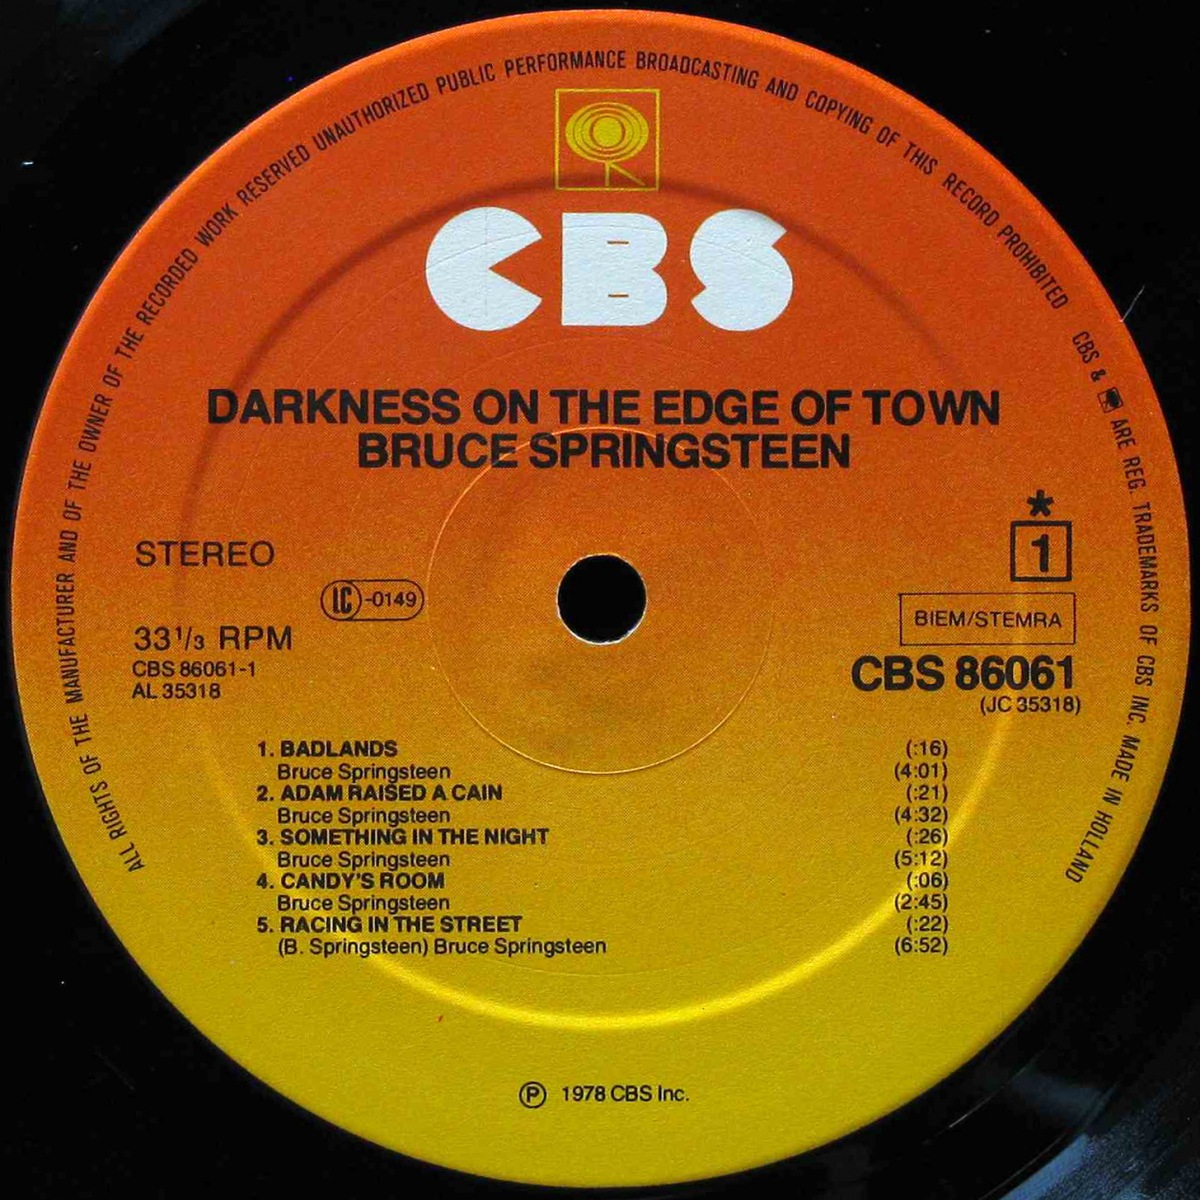 ALL RIGHTS OF THE MANUFACTURER AND OF THE OWNER OF THE RECORDED WORK RESERVED UNAUTHORIZED PUBLIC PERFORMANCE BROADCASTING AND COPYING OF THIS RECORD PROHIBITED CBS & ARE REG. TRADEMARKS OF CBS INC. MADE IN HOLLAND
CBS
DARKNESS ON THE EDGE OF TOWN
BRUCE SPRINGSTEEN
STEREO
*
1
LC-0149
BIEM/STEMRA
33 1/3 RPM
CBS 86061-1
AL 35318
CBS 86061
(JC 35318)
1. BADLANDS (:16)
Bruce Springsteen (4:01)
2. ADAM RAISED A CAIN (:21)
Bruce Springsteen (4:32)
3. SOMETHING IN THE NIGHT (:26)
Bruce Springsteen (5:12)
4. CANDY'S ROOM (:06)
Bruce Springsteen (2:45)
5. RACING IN THE STREET (:22)
(B. Springsteen) Bruce Springsteen (6:52)
℗ 1978 CBS Inc.